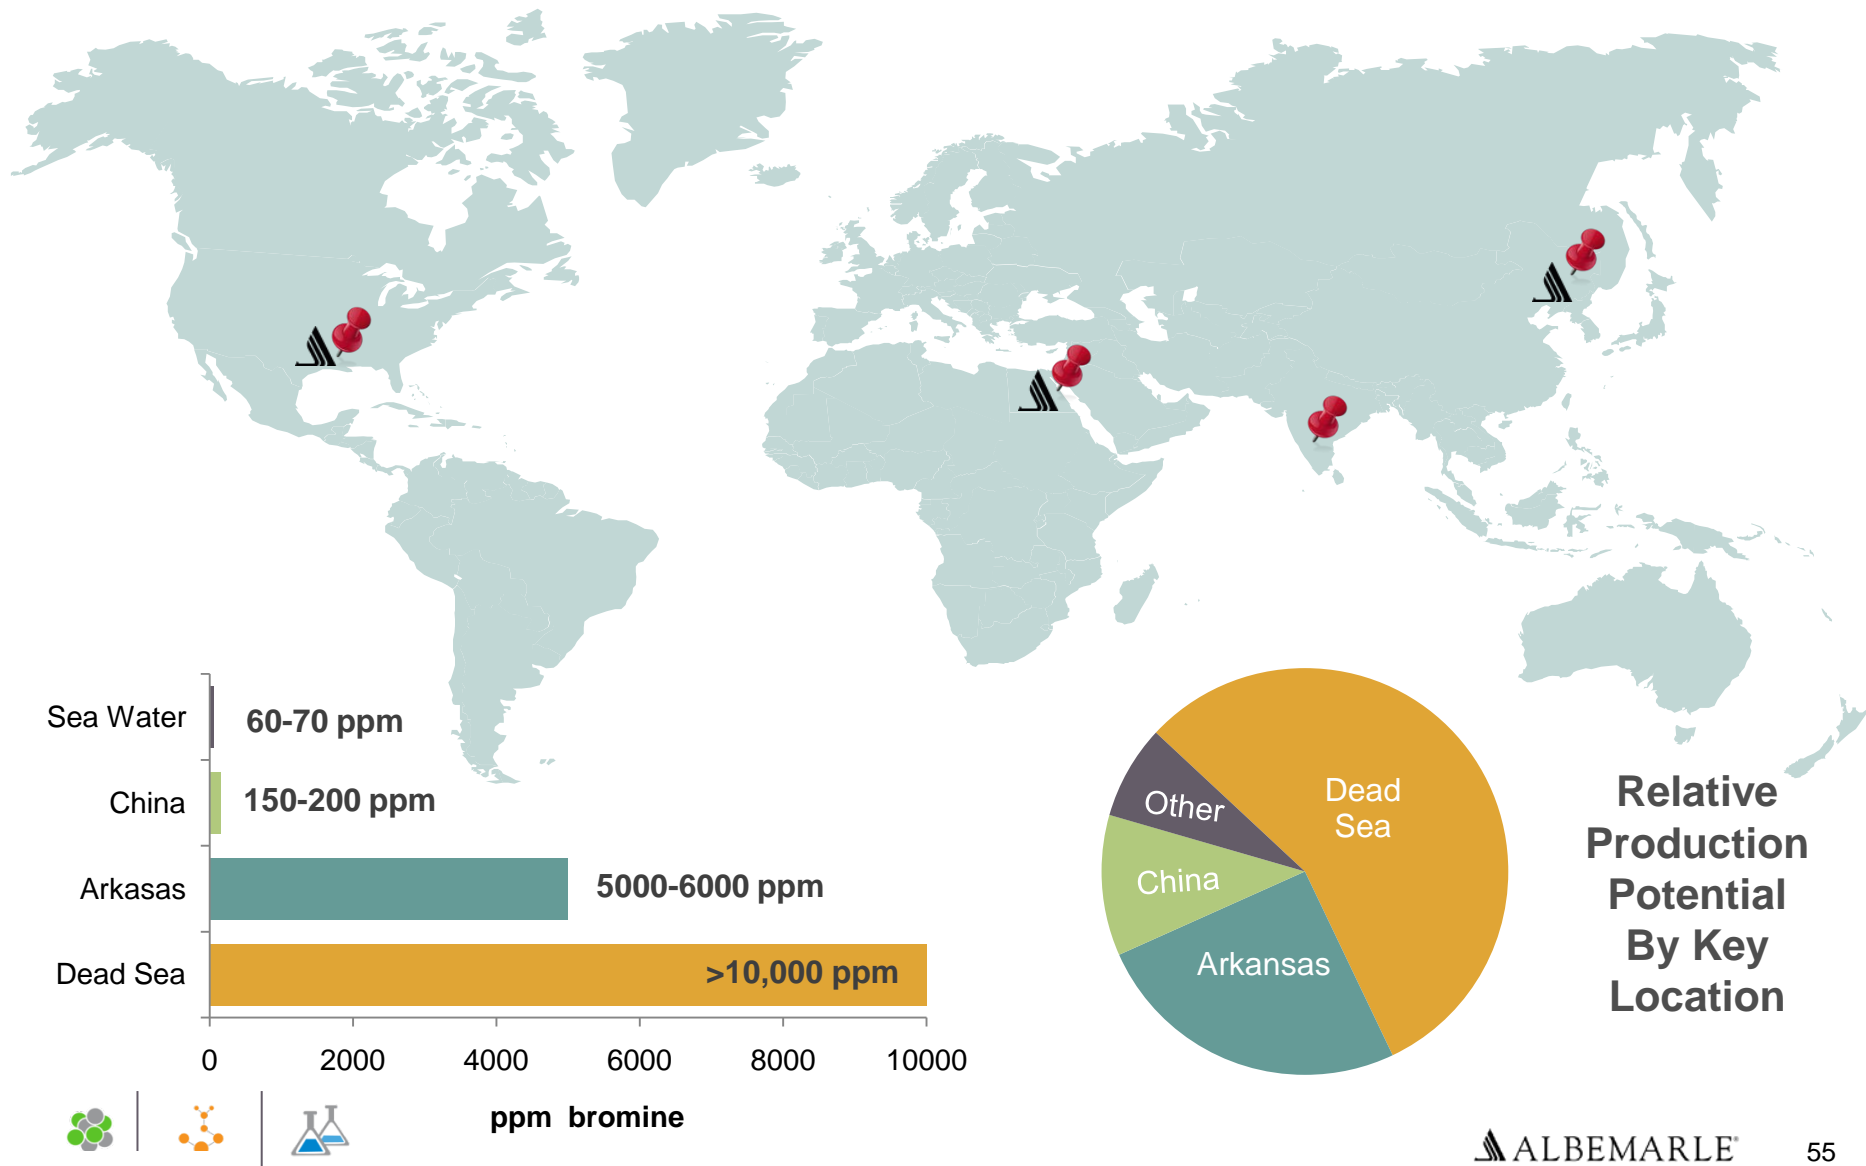 Sea Water
60-70 ppm
China
150-200 ppm
Arkasas
5000-6000 ppm
Dead Sea
>10,000 ppm
0 2000 4000 6000 8000 10000
ppm bromine
Dead
Sea
Other
China
Arkansas
Relative
Production
Potential
By Key
Location
ALBEMARLE®
55